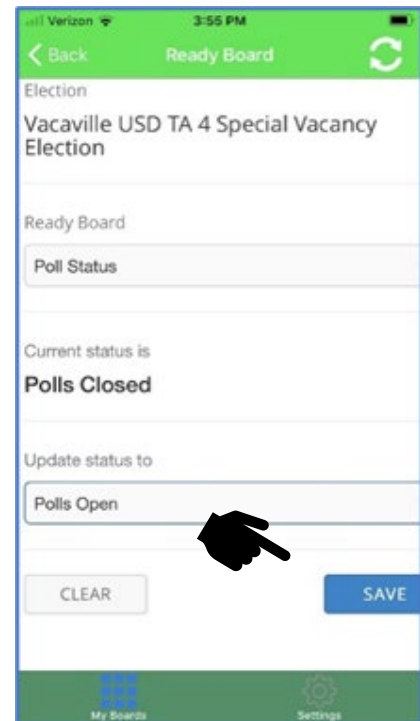 Verizon 3:55 PM
Back Ready Board
Election
Vacaville USD TA 4 Special Vacancy
Election
Ready Board
Poll Status
Current status is
Polls Closed
Update status to
Polls Open
CLEAR SAVE
My Boards Settings